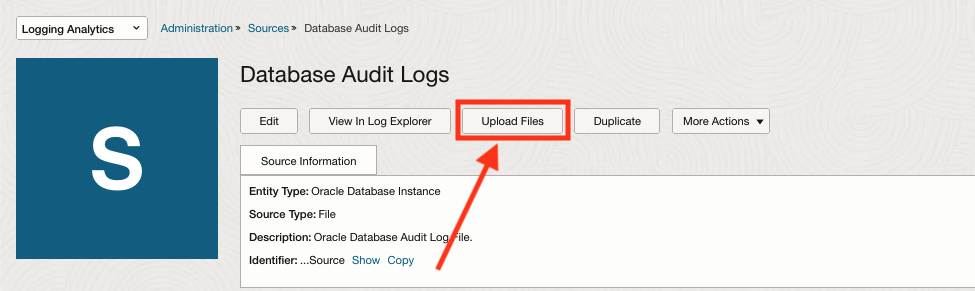 Logging Analytics Administration» Sources» Database Audit Logs
S
Database Audit Logs
Edit View In Log Explorer Upload Files Duplicate More Actions
Source Information
Entity Type: Oracle Database Instance
Source Type: File
Description: Oracle Database Audit Log File.
Identifier: ...Source Show Copy